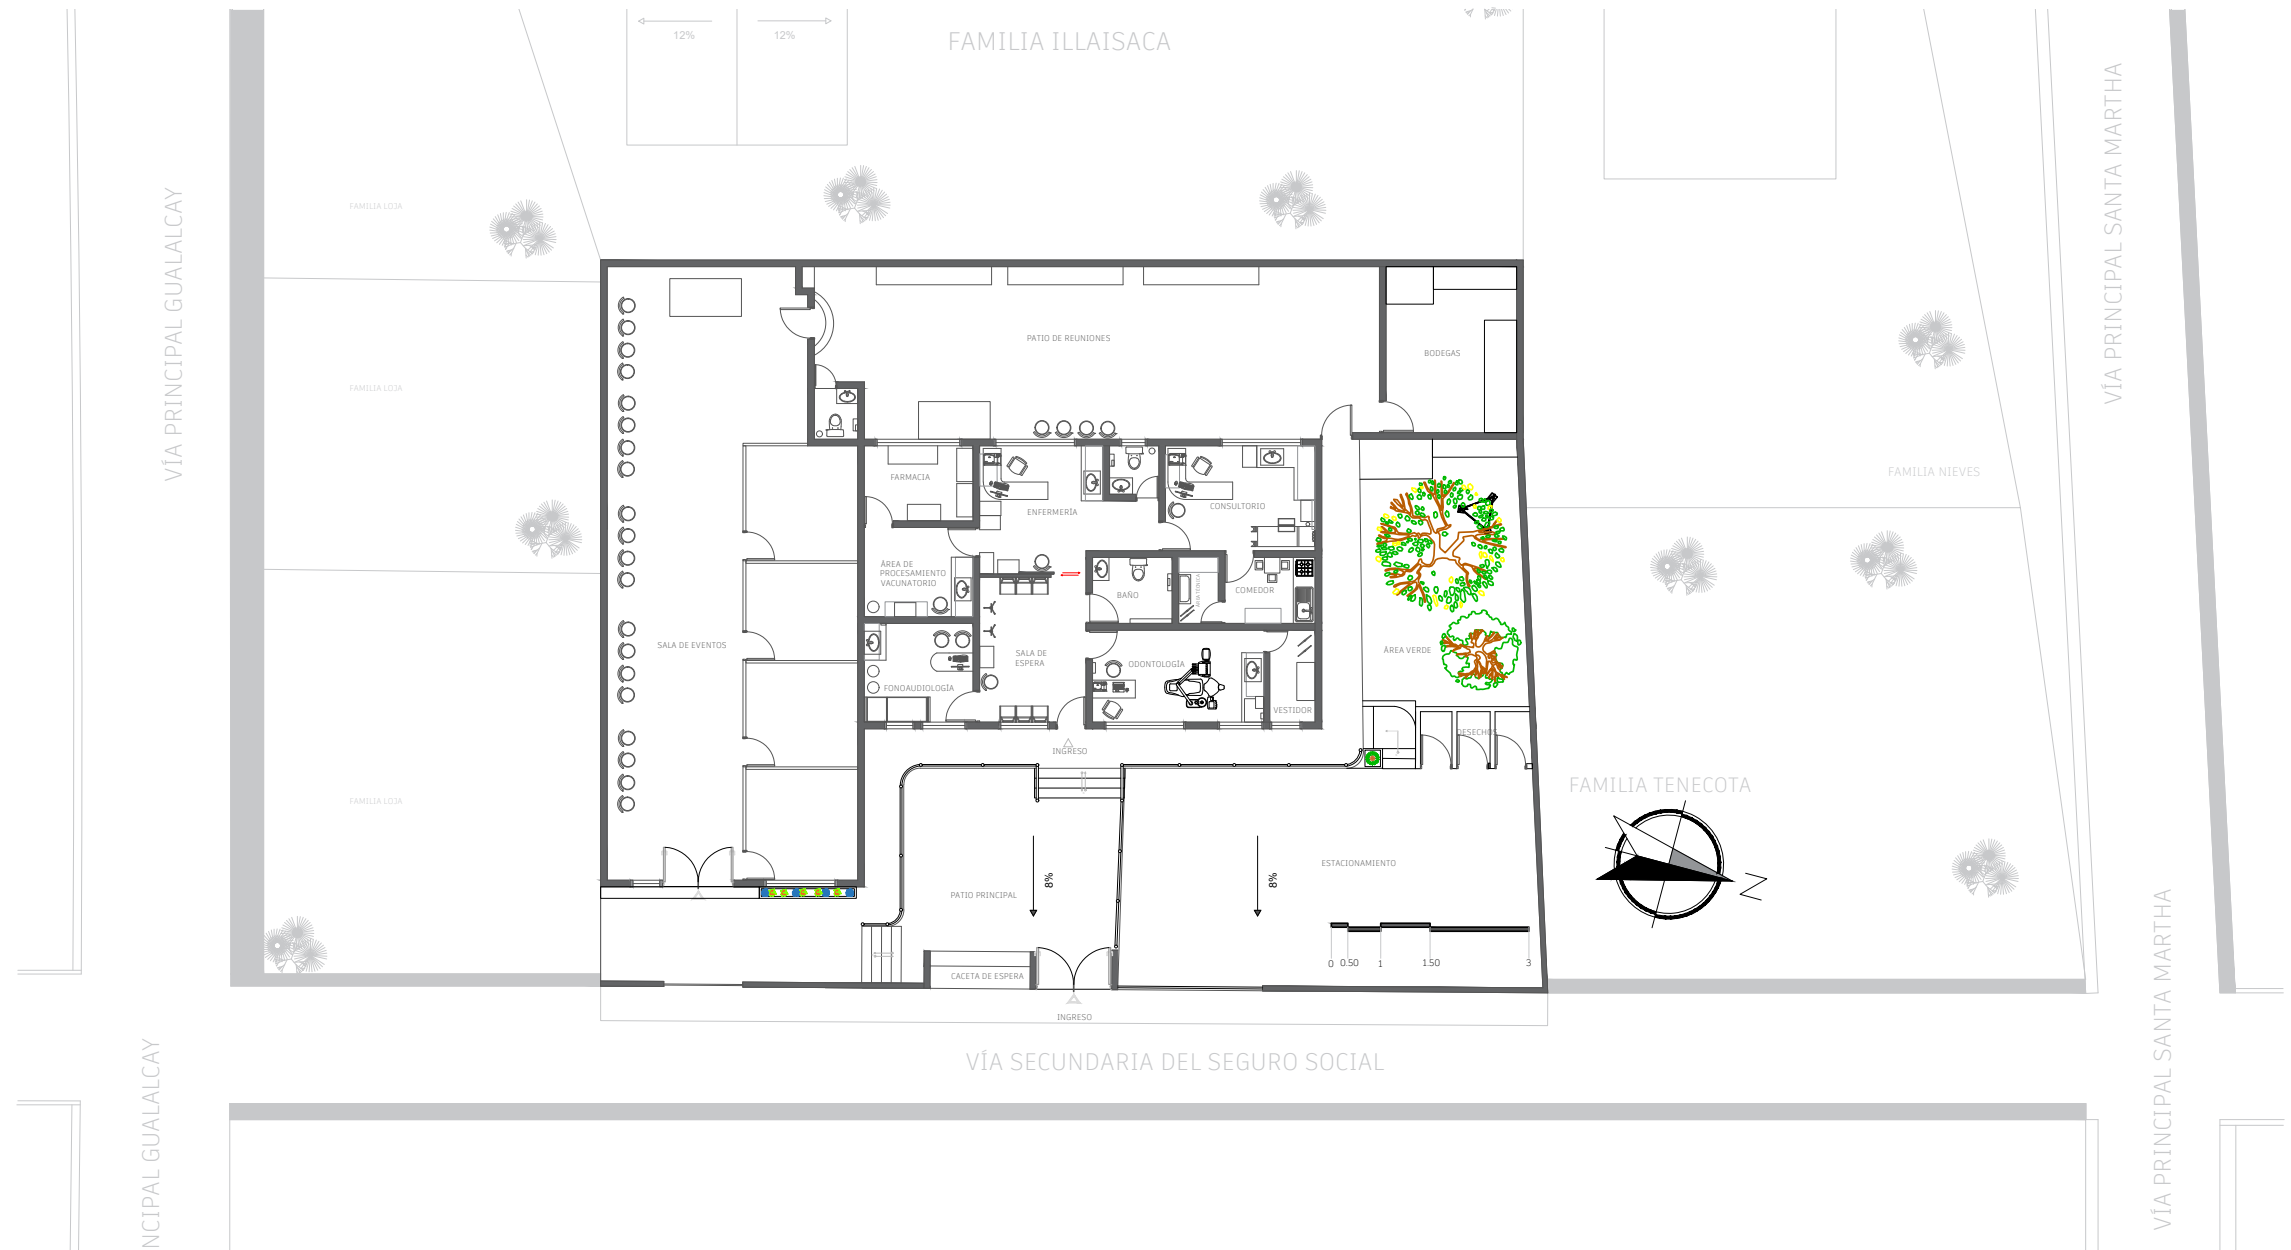 12%
12%
FAMILIA ILLAISACA
VÍA PRINCIPAL GUALALCAY
VÍA PRINCIPAL SANTA MARTHA
FAMILIA LOJA
FAMILIA LOJA
FAMILIA LOJA
PATIO DE REUNIONES
BODEGAS
FAMILIA NIEVES
FARMACIA
ENFERMERÍA
CONSULTORIO
ÁREA DE
PROCESAMIENTO
VACUNATORIO
BAÑO
COMEDOR
SALA DE EVENTOS
SALA DE
ESPERA
ODONTOLOGÍA
ÁREA VERDE
FONOAUDIOLOGÍA
VESTIDOR
DESECHOS
INGRESO
FAMILIA TENECOTA
ESTACIONAMIENTO
8%
8%
PATIO PRINCIPAL
N
0 0.50 1 1.50 3
CACETA DE ESPERA
INGRESO
VÍA SECUNDARIA DEL SEGURO SOCIAL
NCIPAL GUALALCAY
VÍA PRINCIPAL SANTA MARTHA